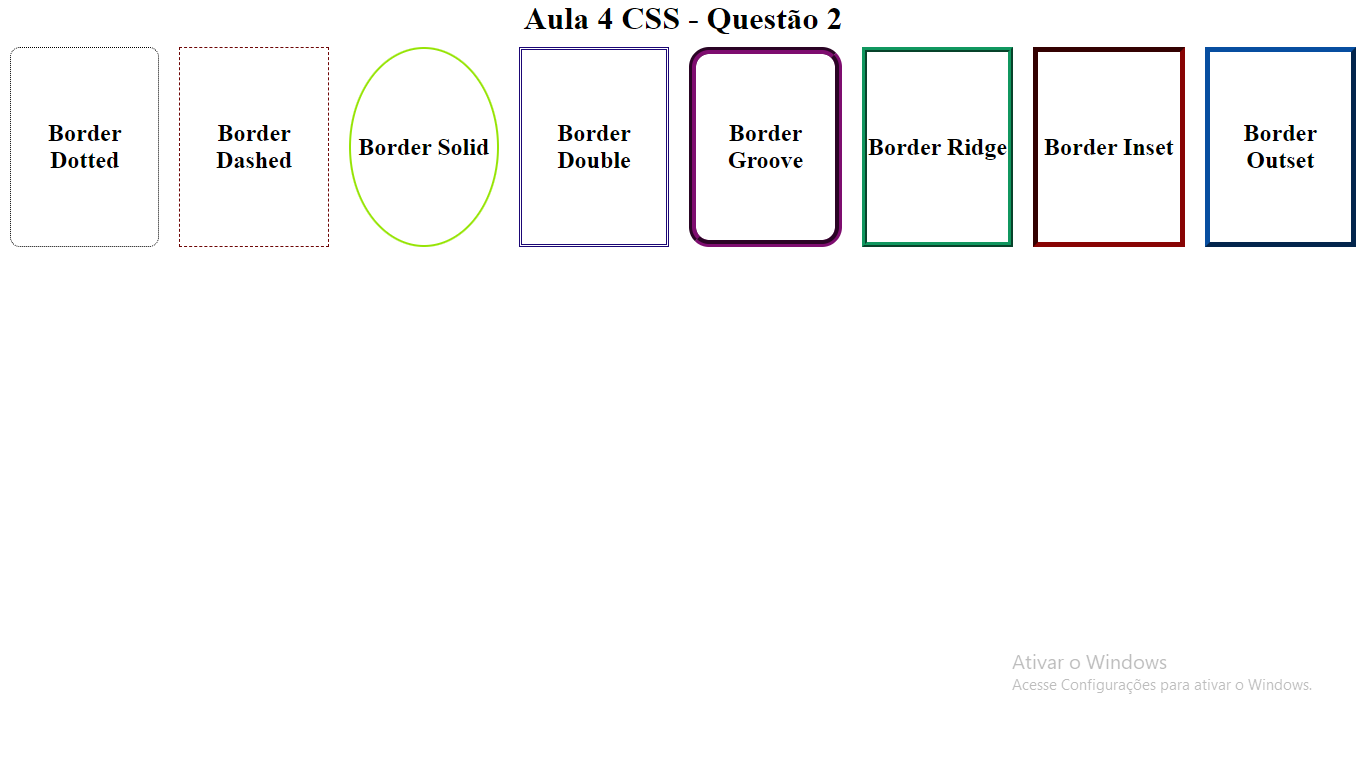 Aula 4 CSS - Questão 2
Border
Dotted
Border
Dashed
Border Solid
Border
Double
Border
Groove
Border Ridge
Border Inset
Border
Outset
Ativar o Windows
Acesse Configurações para ativar o Windows.